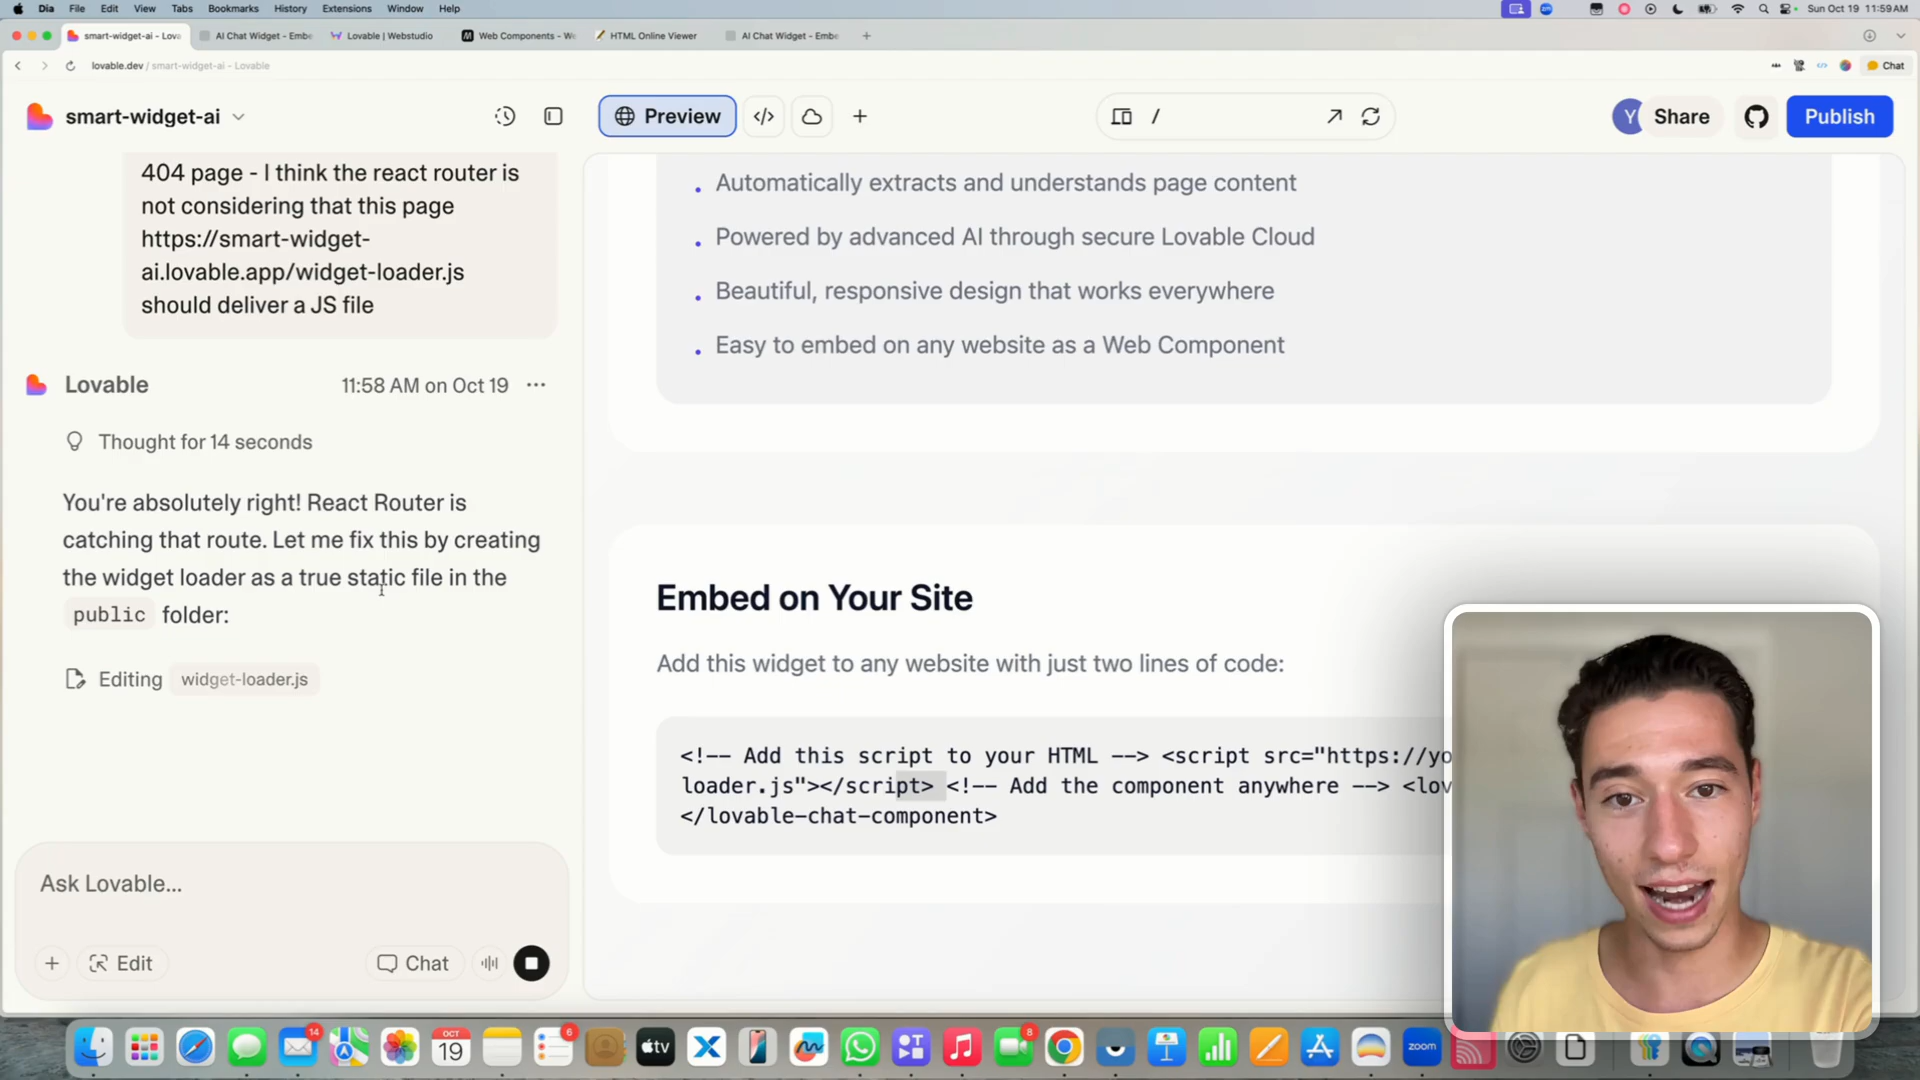 Dia File Edit View Tabs Bookmarks History Extensions Window Help
Sun Oct 19 11:59 AM
smart-widget-ai - Lova
AI Chat Widget - Embe
Lovable | Webstudio
Web Components - We
HTML Online Viewer
AI Chat Widget - Embe
lovable.dev / smart-widget-ai - Lovable
Chat
smart-widget-ai
Preview
/
Y
Share
Publish
404 page - I think the react router is
not considering that this page
https://smart-widget-
ai.lovable.app/widget-loader.js
should deliver a JS file
Lovable
11:58 AM on Oct 19
Thought for 14 seconds
You're absolutely right! React Router is
catching that route. Let me fix this by creating
the widget loader as a true static file in the
public folder:
Editing widget-loader.js
Ask Lovable...
Edit
Chat
• Automatically extracts and understands page content
• Powered by advanced AI through secure Lovable Cloud
• Beautiful, responsive design that works everywhere
• Easy to embed on any website as a Web Component
Embed on Your Site
Add this widget to any website with just two lines of code:
<!-- Add this script to your HTML --> <script src="https://yo
loader.js"></script> <!-- Add the component anywhere --> <lov
</lovable-chat-component>
14
OCT
19
6
tv
8
zoom